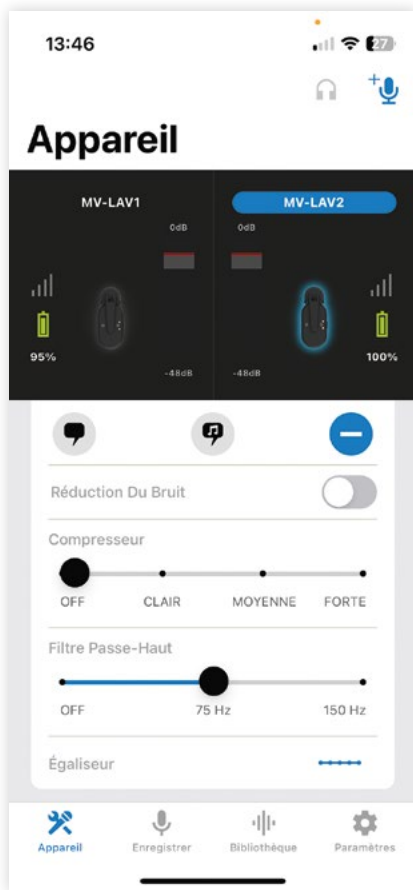 13:46
27
Appareil
MV-LAV1
MV-LAV2
0dB
0dB
95%
100%
-48dB
-48dB
Réduction Du Bruit
Compresseur
OFF CLAIR MOYENNE FORTE
Filtre Passe-Haut
OFF 75 Hz 150 Hz
Égaliseur
Appareil Enregistrer Bibliothèque Paramètres